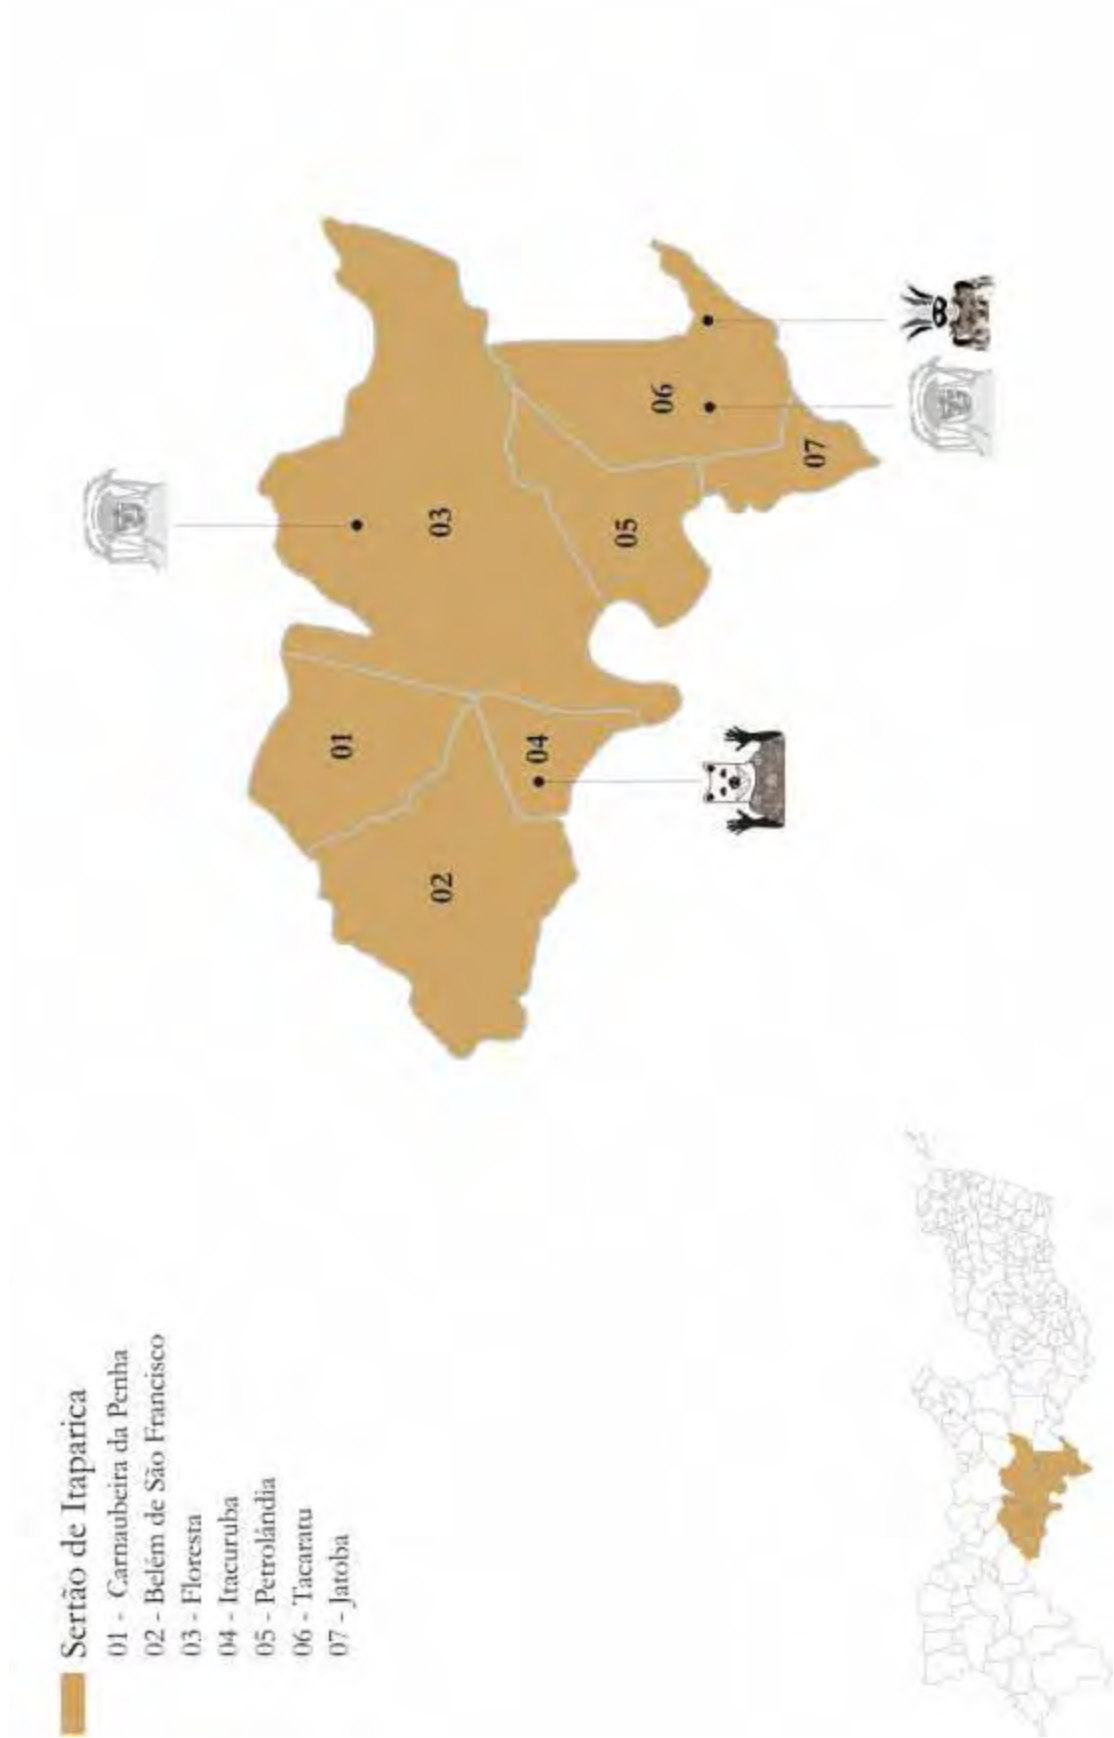 Sertão de Itaparica
01 - Carnaubeira da Penha
02 - Belém de São Francisco
03 - Floresta
04 - Itacuruba
05 - Petrolândia
06 - Tacaratu
07 - Jatoba
01
02
03
04
05
06
07